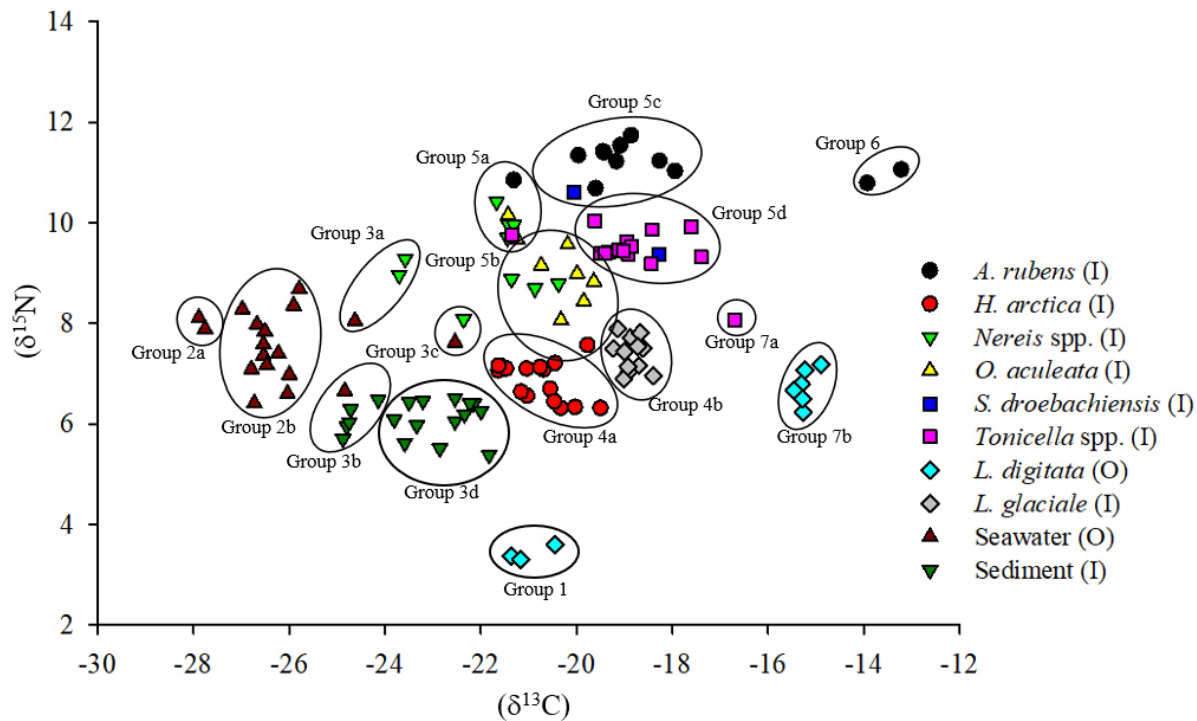 14
12
10
8
6
4
2
(δ¹⁵N)
-30
-28
-26
-24
-22
-20
-18
-16
-14
-12
(δ¹³C)
Group 5c
Group 6
Group 5a
Group 3a
Group 5d
Group 5b
Group 2a
Group 3c
Group 7a
Group 4b
Group 2b
Group 4a
Group 7b
Group 3b
Group 3d
Group 1
A. rubens (I)
H. arctica (I)
Nereis spp. (I)
O. aculeata (I)
S. droebachiensis (I)
Tonicella spp. (I)
L. digitata (O)
L. glaciale (I)
Seawater (O)
Sediment (I)